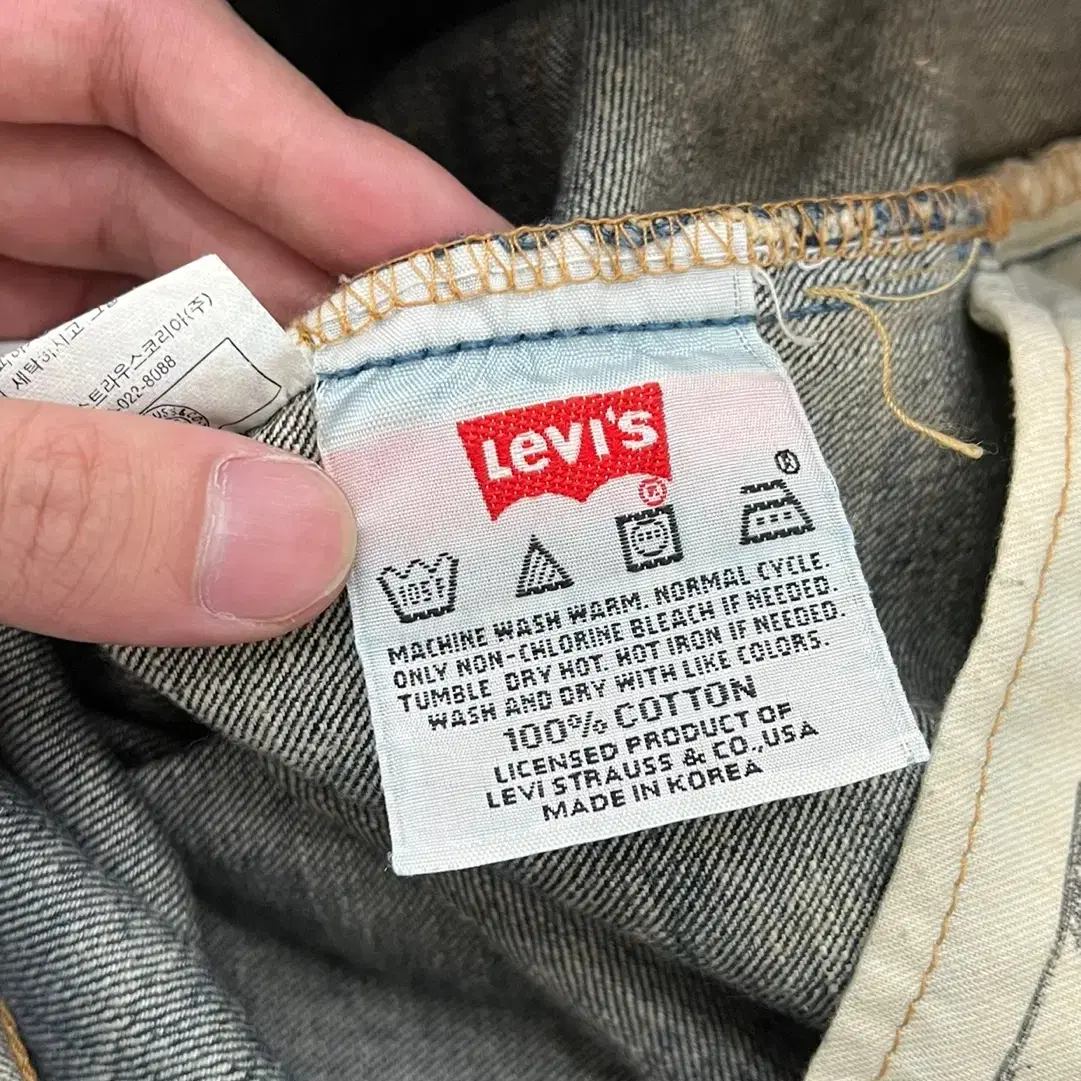 세탁하시고 그
스트라우스코리아(주)
-022-8088
Levi's
®
®
105F
MACHINE WASH WARM. NORMAL CYCLE.
ONLY NON-CHLORINE BLEACH IF NEEDED.
TUMBLE DRY HOT. HOT IRON IF NEEDED.
WASH AND DRY WITH LIKE COLORS.
100% COTTON
LICENSED PRODUCT OF
LEVI STRAUSS & CO.,USA
MADE IN KOREA